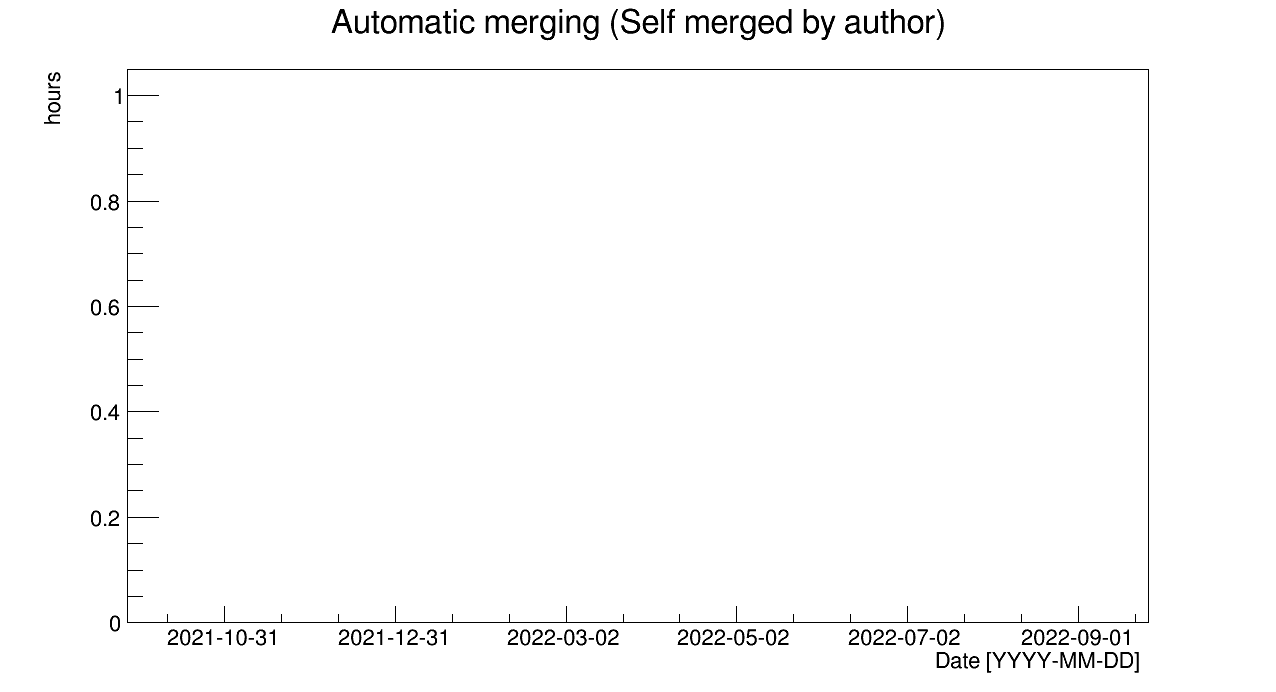 Automatic merging (Self merged by author)
hours
1
0.8
0.6
0.4
0.2
0
2021-10-31 2021-12-31 2022-03-02 2022-05-02 2022-07-02 2022-09-01
Date [YYYY-MM-DD]